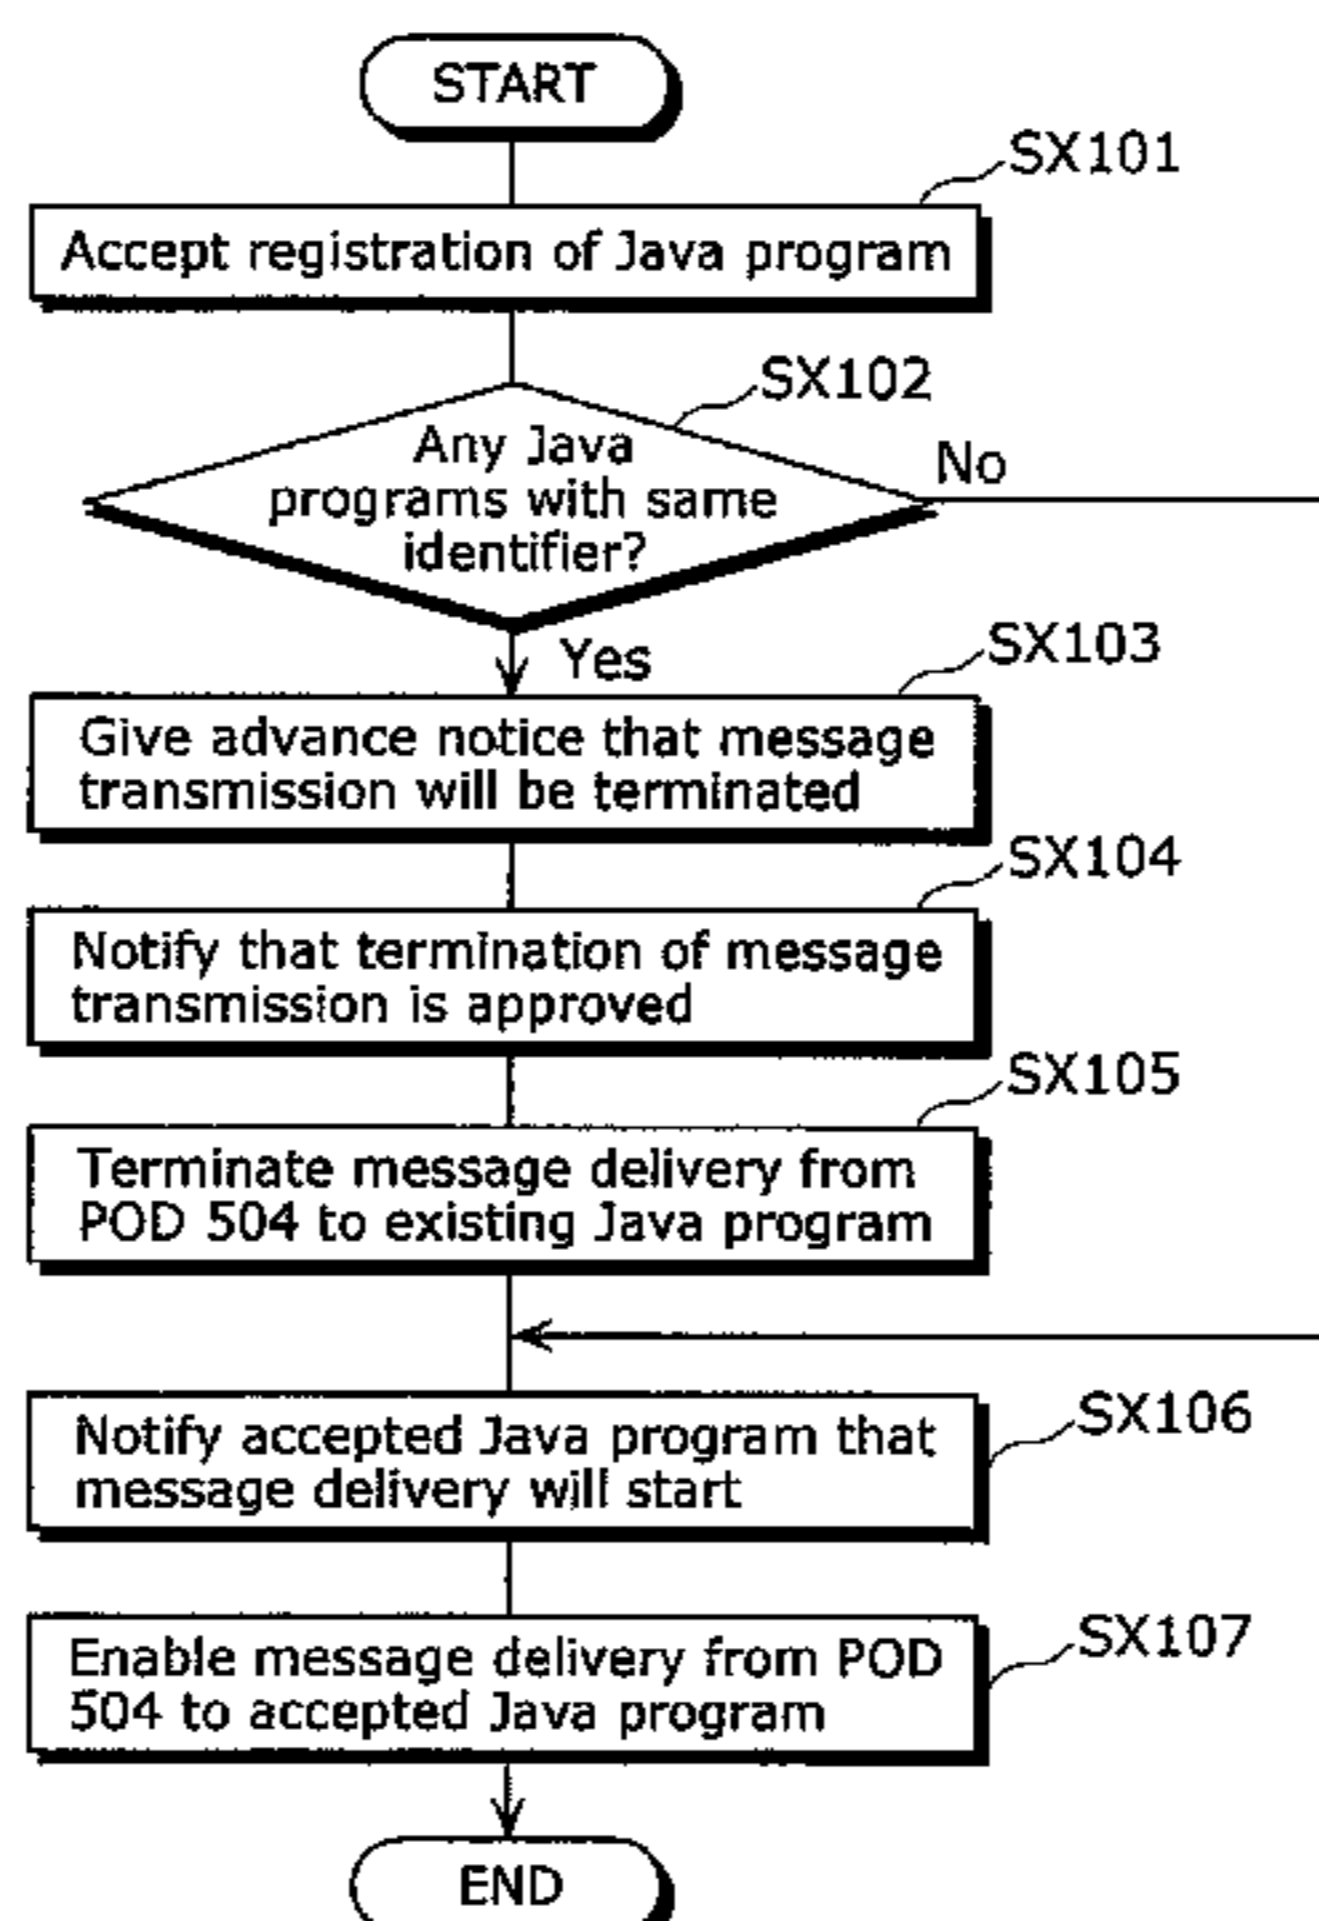 START
SX101
Accept registration of Java program
SX102
Any Java
programs with same
identifier?
No
Yes
SX103
Give advance notice that message
transmission will be terminated
SX104
Notify that termination of message
transmission is approved
SX105
Terminate message delivery from
POD 504 to existing Java program
SX106
Notify accepted Java program that
message delivery will start
SX107
Enable message delivery from POD
504 to accepted Java program
END